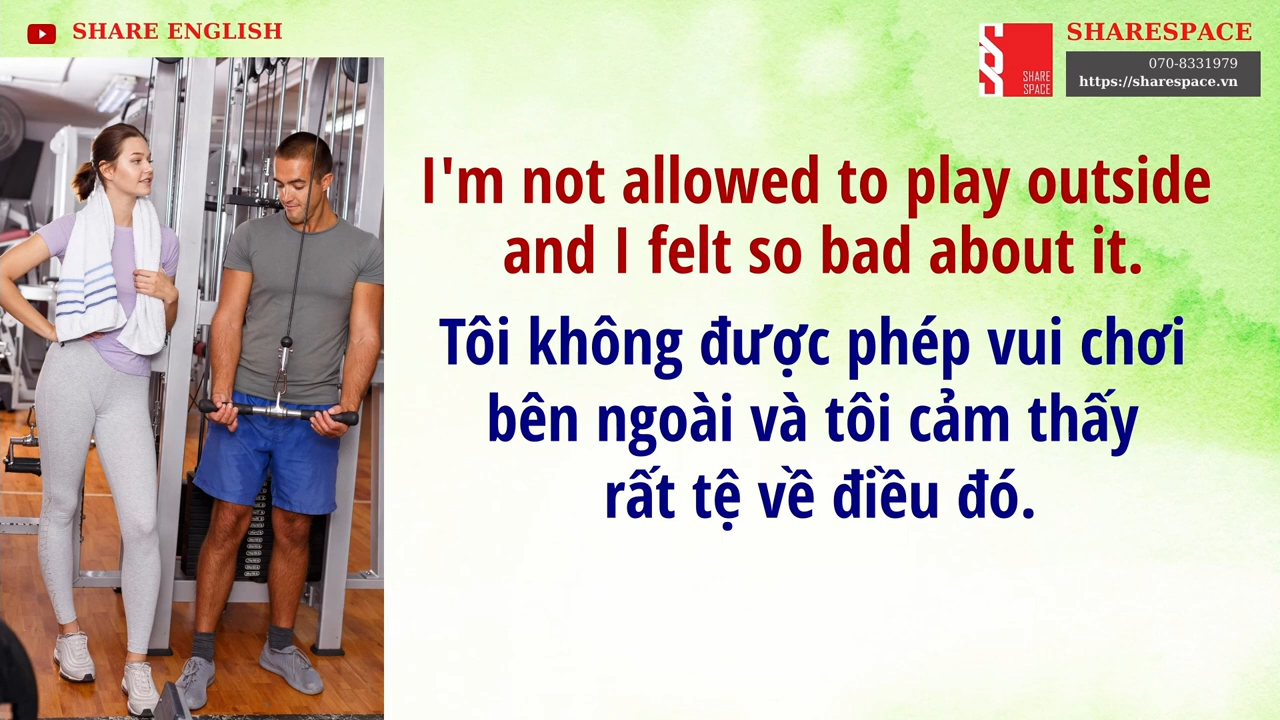 SHARE ENGLISH
SHARESPACE
070-8331979
https://sharespace.vn
SHARE
SPACE
I'm not allowed to play outside
and I felt so bad about it.
Tôi không được phép vui chơi
bên ngoài và tôi cảm thấy
rất tệ về điều đó.